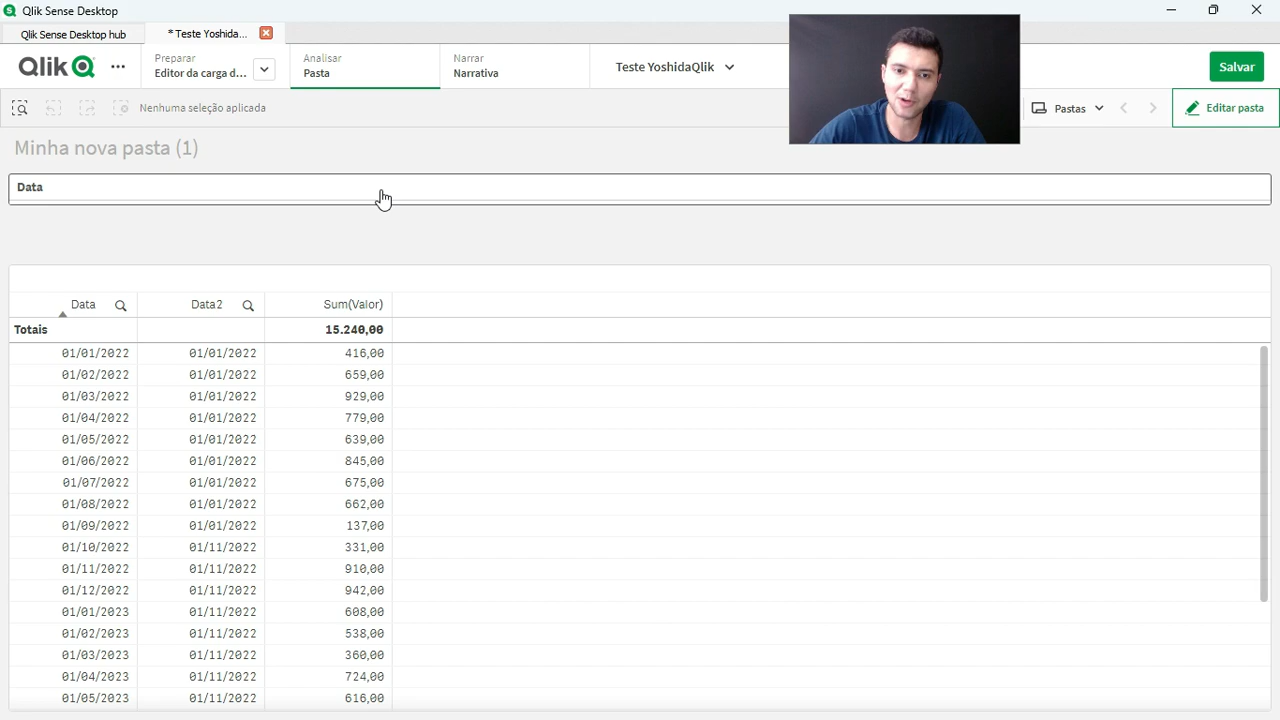 Qlik Sense Desktop
Qlik Sense Desktop hub
* Teste Yoshida...
Qlik
Preparar
Editor da carga d...
Analisar
Pasta
Narrar
Narrativa
Teste YoshidaQlik
Salvar
Nenhuma seleção aplicada
Pastas
Editar pasta
Minha nova pasta (1)
Data
Data Data2 Sum(Valor)
Totais 15.240,00
01/01/2022 01/01/2022 416,00
01/02/2022 01/01/2022 659,00
01/03/2022 01/01/2022 929,00
01/04/2022 01/01/2022 779,00
01/05/2022 01/01/2022 639,00
01/06/2022 01/01/2022 845,00
01/07/2022 01/01/2022 675,00
01/08/2022 01/01/2022 662,00
01/09/2022 01/01/2022 137,00
01/10/2022 01/11/2022 331,00
01/11/2022 01/11/2022 910,00
01/12/2022 01/11/2022 942,00
01/01/2023 01/11/2022 608,00
01/02/2023 01/11/2022 538,00
01/03/2023 01/11/2022 360,00
01/04/2023 01/11/2022 724,00
01/05/2023 01/11/2022 616,00